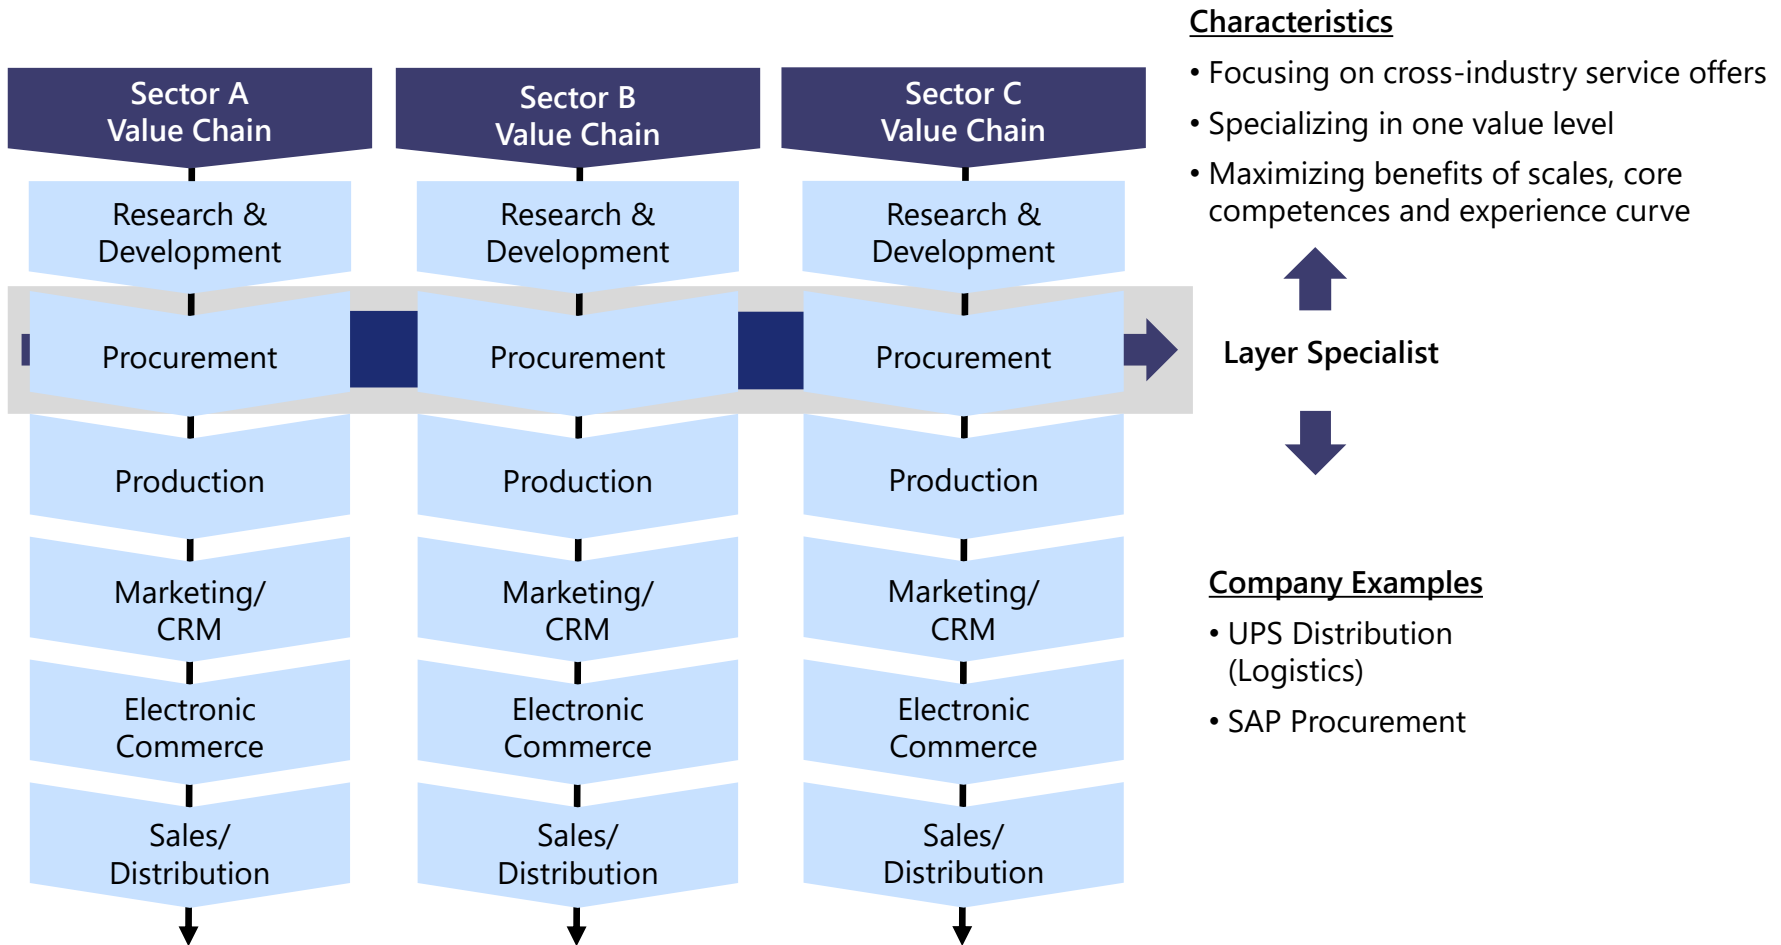 Sector A
Value Chain
Research &
Development
Procurement
Production
Marketing/
CRM
Electronic
Commerce
Sales/
Distribution
Sector B
Value Chain
Research &
Development
Procurement
Production
Marketing/
CRM
Electronic
Commerce
Sales/
Distribution
Sector C
Value Chain
Research &
Development
Procurement
Production
Marketing/
CRM
Electronic
Commerce
Sales/
Distribution
Characteristics
• Focusing on cross-industry service offers
• Specializing in one value level
• Maximizing benefits of scales, core
competences and experience curve
Layer Specialist
Company Examples
• UPS Distribution
(Logistics)
• SAP Procurement